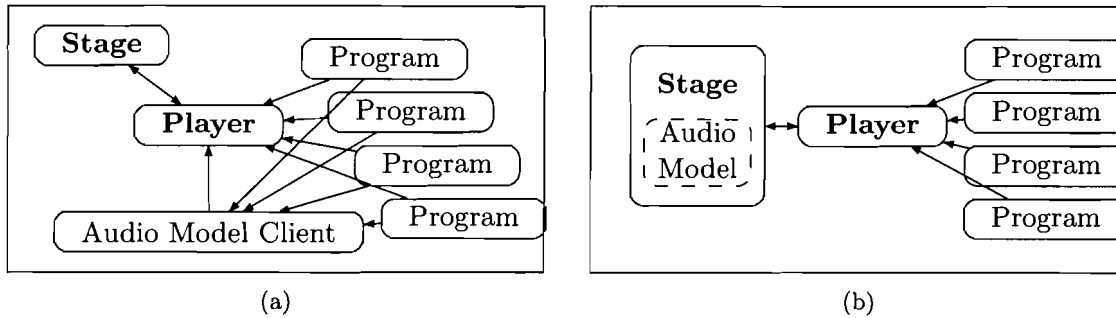 Stage
Program
Program
Player
Program
Program
Audio Model Client
(a)
Stage
Audio
Model
Player
Program
Program
Program
Program
(b)